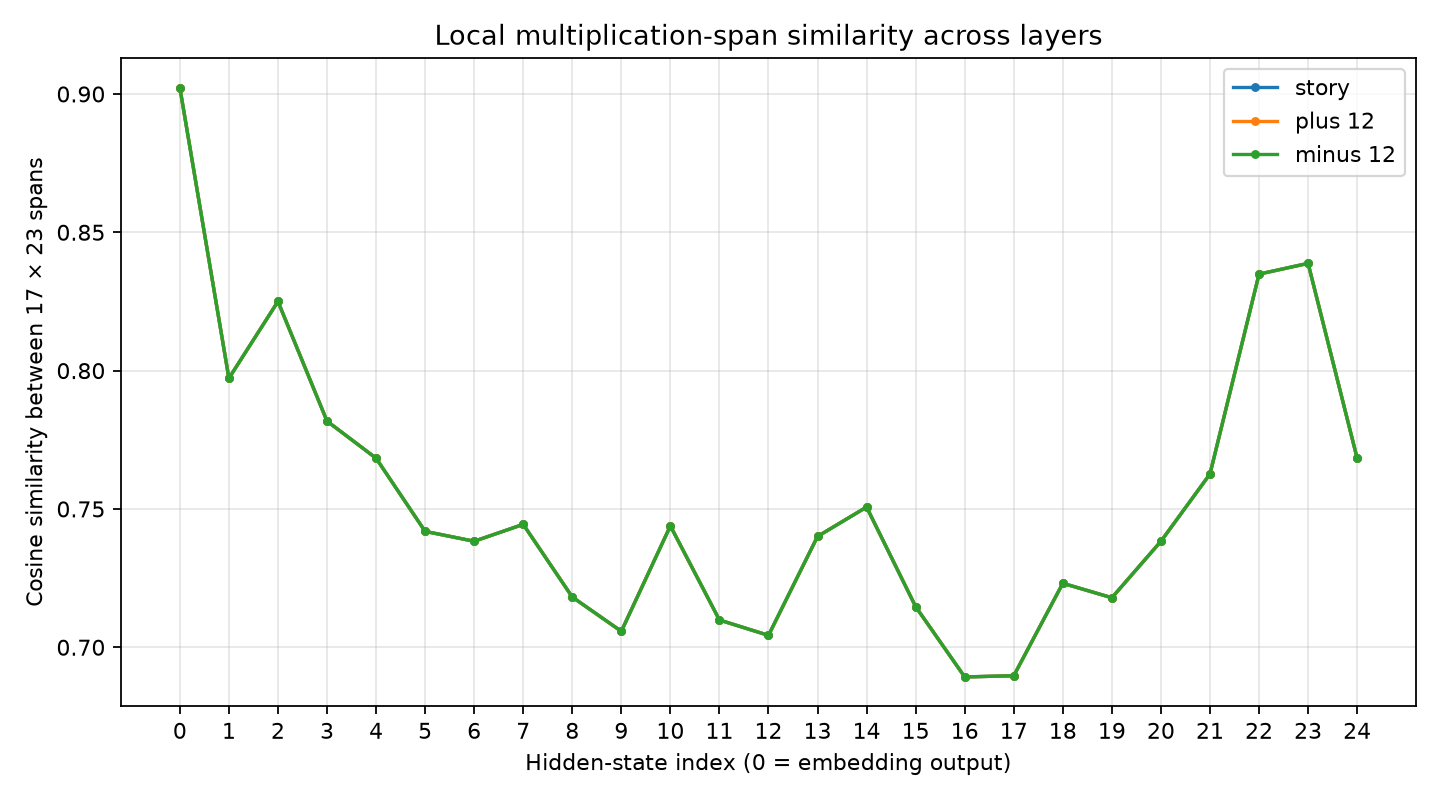 Local multiplication-span similarity across layers
story
plus 12
minus 12
Cosine similarity between 17 × 23 spans
0.90
0.85
0.80
0.75
0.70
0 1 2 3 4 5 6 7 8 9 10 11 12 13 14 15 16 17 18 19 20 21 22 23 24
Hidden-state index (0 = embedding output)